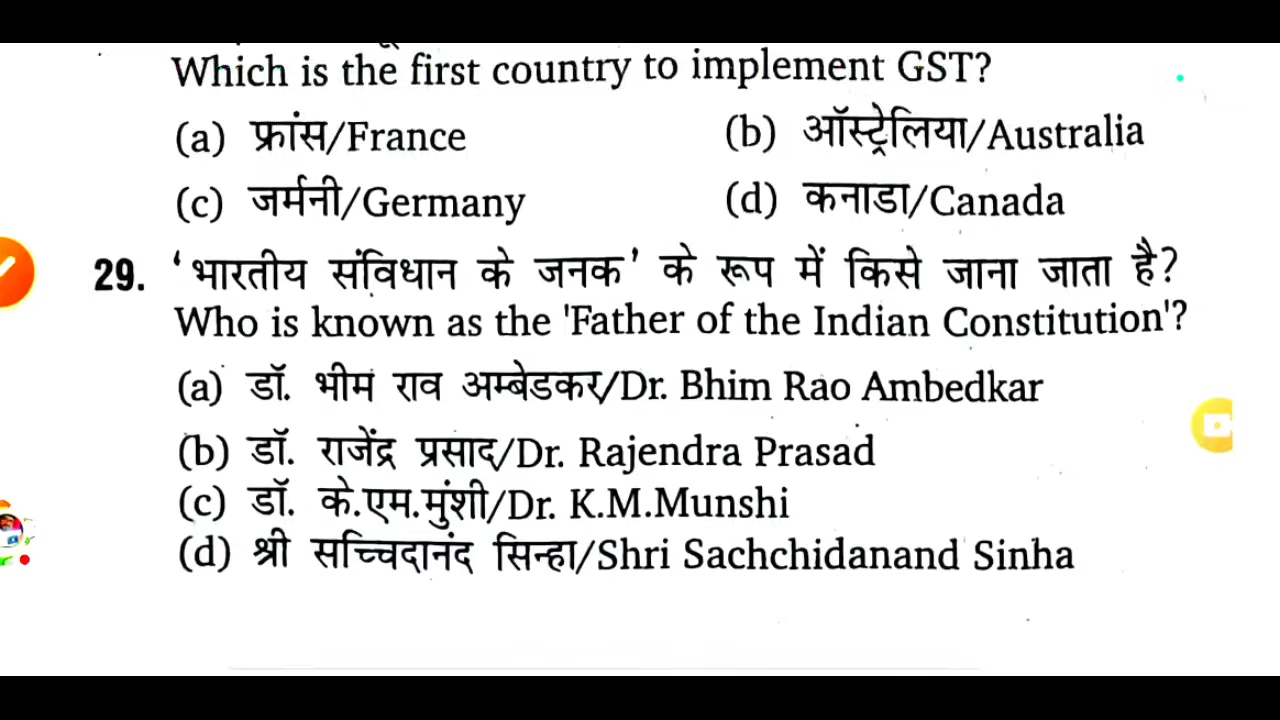 Which is the first country to implement GST?
(a) फ्रांस/France (b) ऑस्ट्रेलिया/Australia
(c) जर्मनी/Germany (d) कनाडा/Canada
29. ‘भारतीय संविधान के जनक’ के रूप में किसे जाना जाता है?
Who is known as the 'Father of the Indian Constitution'?
(a) डॉ. भीम राव अम्बेडकर/Dr. Bhim Rao Ambedkar
(b) डॉ. राजेंद्र प्रसाद/Dr. Rajendra Prasad
(c) डॉ. के.एम.मुंशी/Dr. K.M.Munshi
(d) श्री सच्चिदानंद सिन्हा/Shri Sachchidanand Sinha